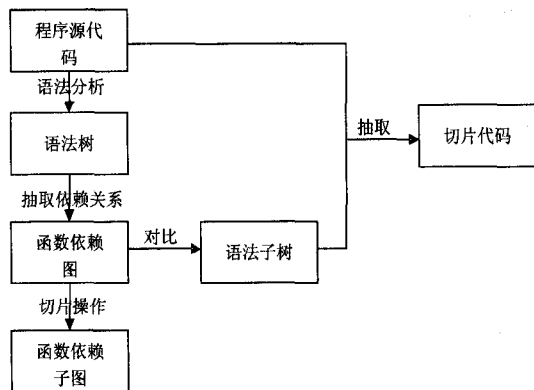 程序源代
码
语法分析
语法树
抽取
切片代码
抽取依赖关系
函数依赖
图
对比
语法子树
切片操作
函数依赖
子图